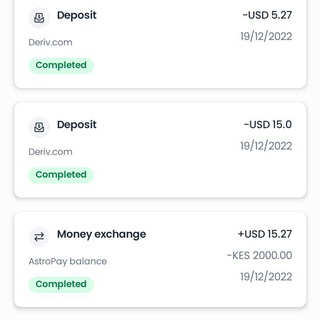 Deposit -USD 5.27
Deriv.com 19/12/2022
Completed
Deposit -USD 15.0
Deriv.com 19/12/2022
Completed
Money exchange +USD 15.27
AstroPay balance -KES 2000.00
Completed 19/12/2022